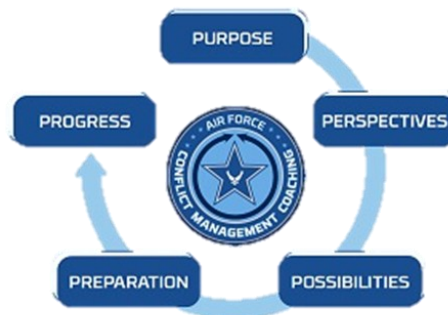 PURPOSE
PERSPECTIVES
POSSIBILITIES
PREPARATION
PROGRESS
AIR FORCE
CONFLICT MANAGEMENT COACHING